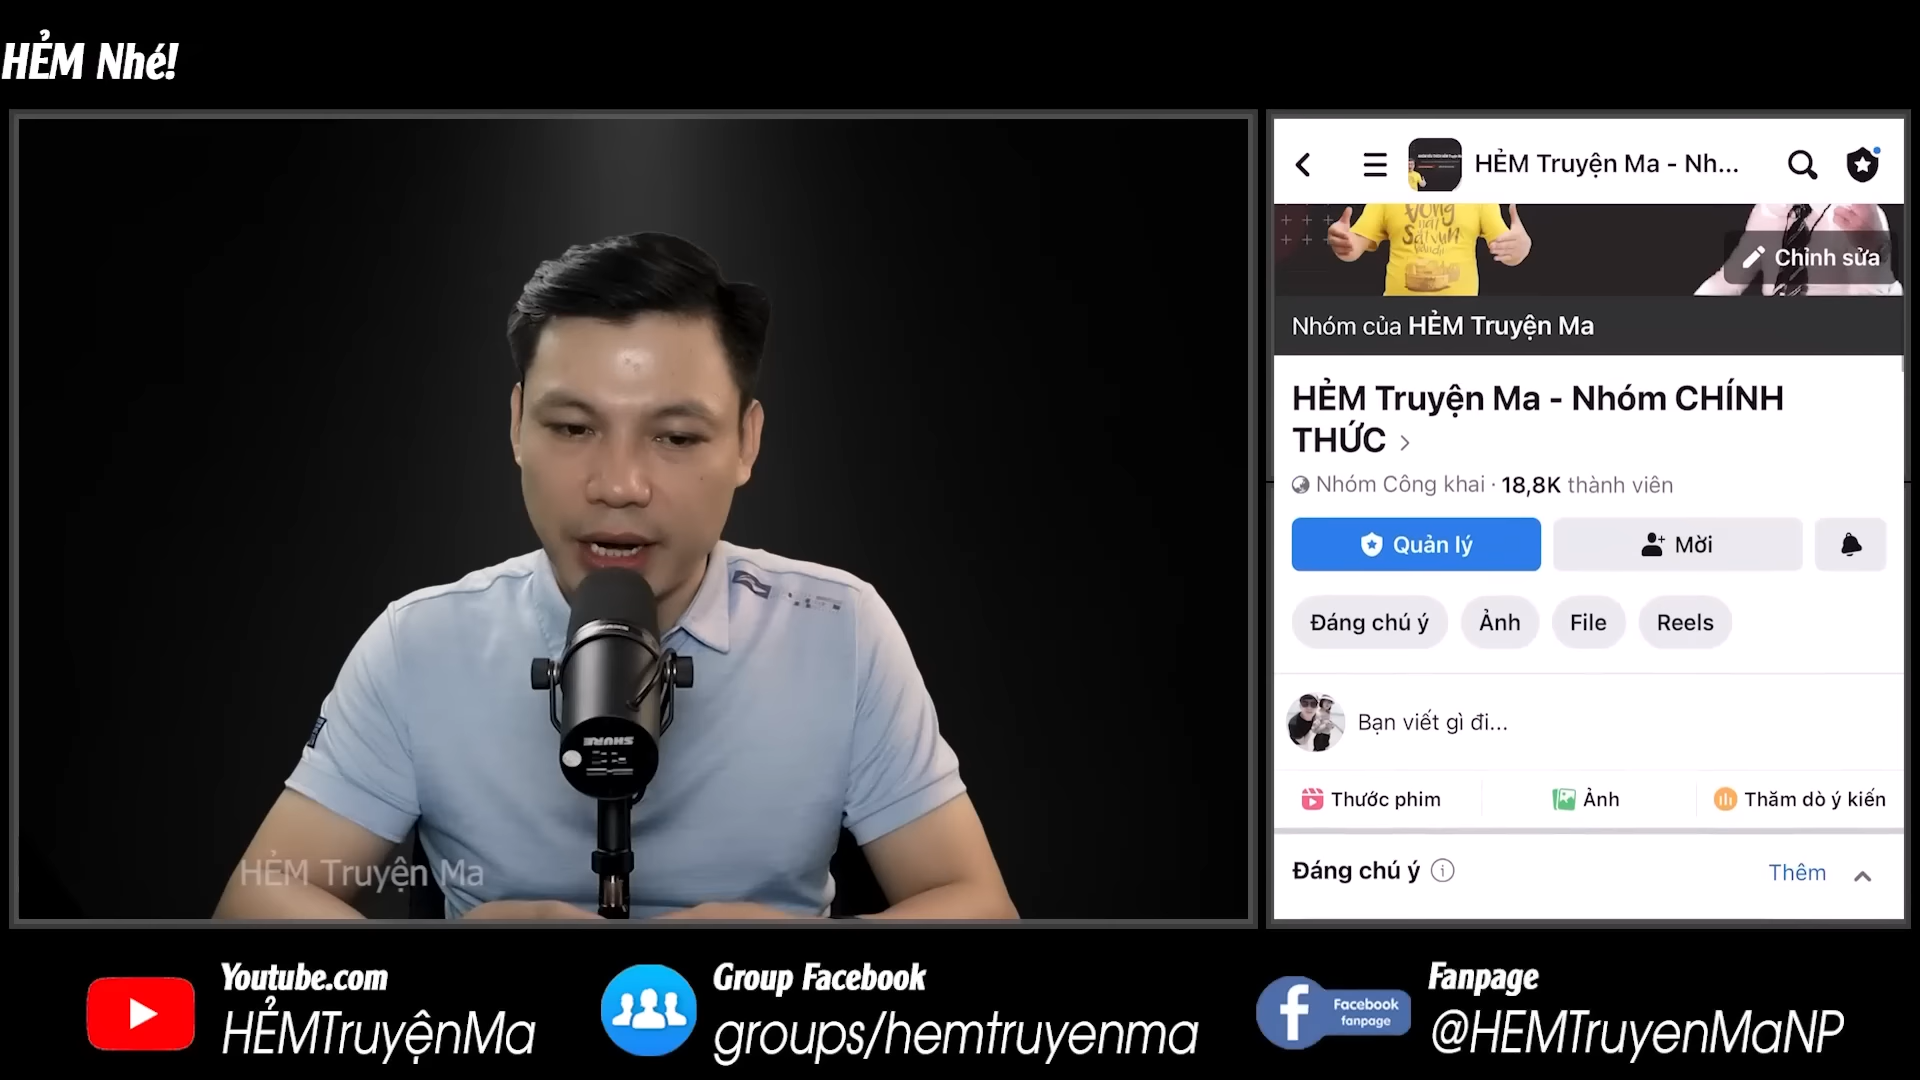 HẺM Nhé!
HẺM Truyện Ma - Nh...
Chỉnh sửa
Nhóm của HẺM Truyện Ma
HẺM Truyện Ma - Nhóm CHÍNH
THỨC
Nhóm Công khai · 18,8K thành viên
Quản lý
Mời
Đáng chú ý
Ảnh
File
Reels
Bạn viết gì đi...
Thước phim
Ảnh
Thăm dò ý kiến
Đáng chú ý
Thêm
SHURE
HẺM Truyện Ma
Youtube.com
HẺMTruyệnMa
Group Facebook
groups/hemtruyenma
Facebook
fanpage
Fanpage
@HEMTruyenMaNP